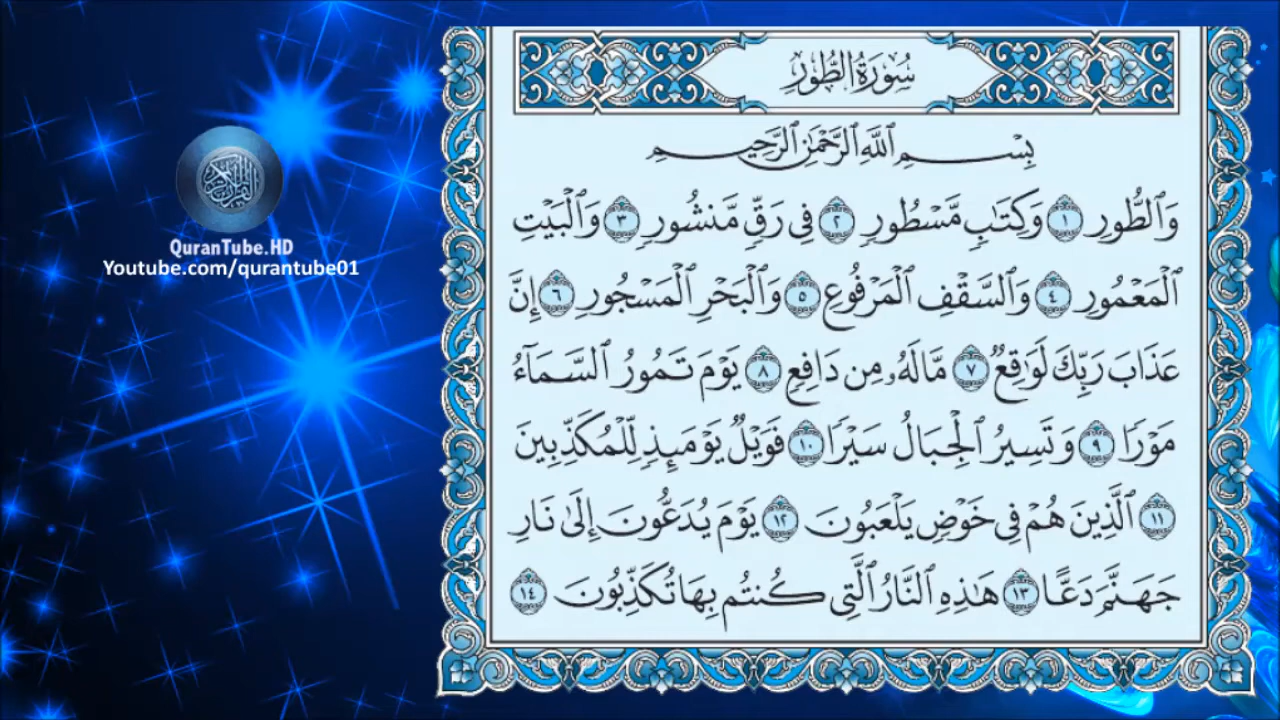 سُورَةُ الطُّورِ
بِسْمِ ٱللَّهِ ٱلرَّحْمَٰنِ ٱلرَّحِيمِ
وَٱلطُّورِ ١ وَكِتَٰبٍ مَّسْطُورٍ ٢ فِى رَقٍّ مَّنشُورٍ ٣ وَٱلْبَيْتِ
ٱلْمَعْمُورِ ٤ وَٱلسَّقْفِ ٱلْمَرْفُوعِ ٥ وَٱلْبَحْرِ ٱلْمَسْجُورِ ٦ إِنَّ
عَذَابَ رَبِّكَ لَوَٰقِعٌ ٧ مَّالَهُۥ مِن دَافِعٍ ٨ يَوْمَ تَمُورُ ٱلسَّمَآءُ
مَوْرًا ٩ وَتَسِيرُ ٱلْجِبَالُ سَيْرًا ١٠ فَوَيْلٌ يَوْمَئِذٍ لِّلْمُكَذِّبِينَ
١١ ٱلَّذِينَ هُمْ فِى خَوْضٍ يَلْعَبُونَ ١٢ يَوْمَ يُدَعُّونَ إِلَىٰ نَارِ
جَهَنَّمَ دَعًّا ١٣ هَٰذِهِ ٱلنَّارُ ٱلَّتِى كُنتُم بِهَا تُكَذِّبُونَ ١٤
QuranTube.HD
Youtube.com/qurantube01